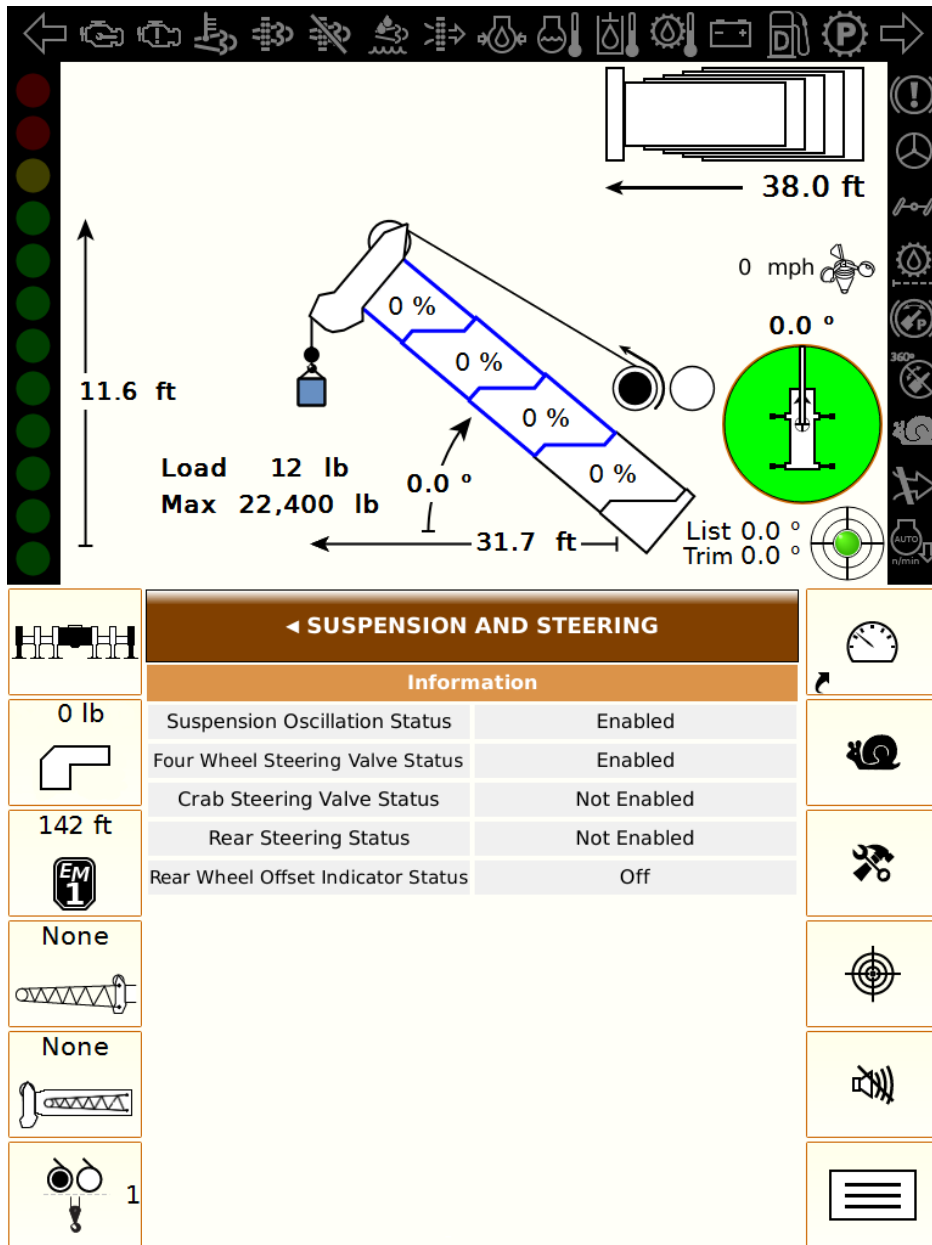 D
P
38.0 ft
0 mph
0 %
0.0 °
P
0 %
360°
11.6 ft
0 %
Load 12 lb
0.0 °
0 %
Max 22,400 lb
31.7 ft
List 0.0 °
Trim 0.0 °
AUTO
n/min
◂ SUSPENSION AND STEERING
Information
0 lb
Suspension Oscillation Status Enabled
Four Wheel Steering Valve Status Enabled
Crab Steering Valve Status Not Enabled
142 ft
Rear Steering Status Not Enabled
Rear Wheel Offset Indicator Status Off
EM
1
None
None
1